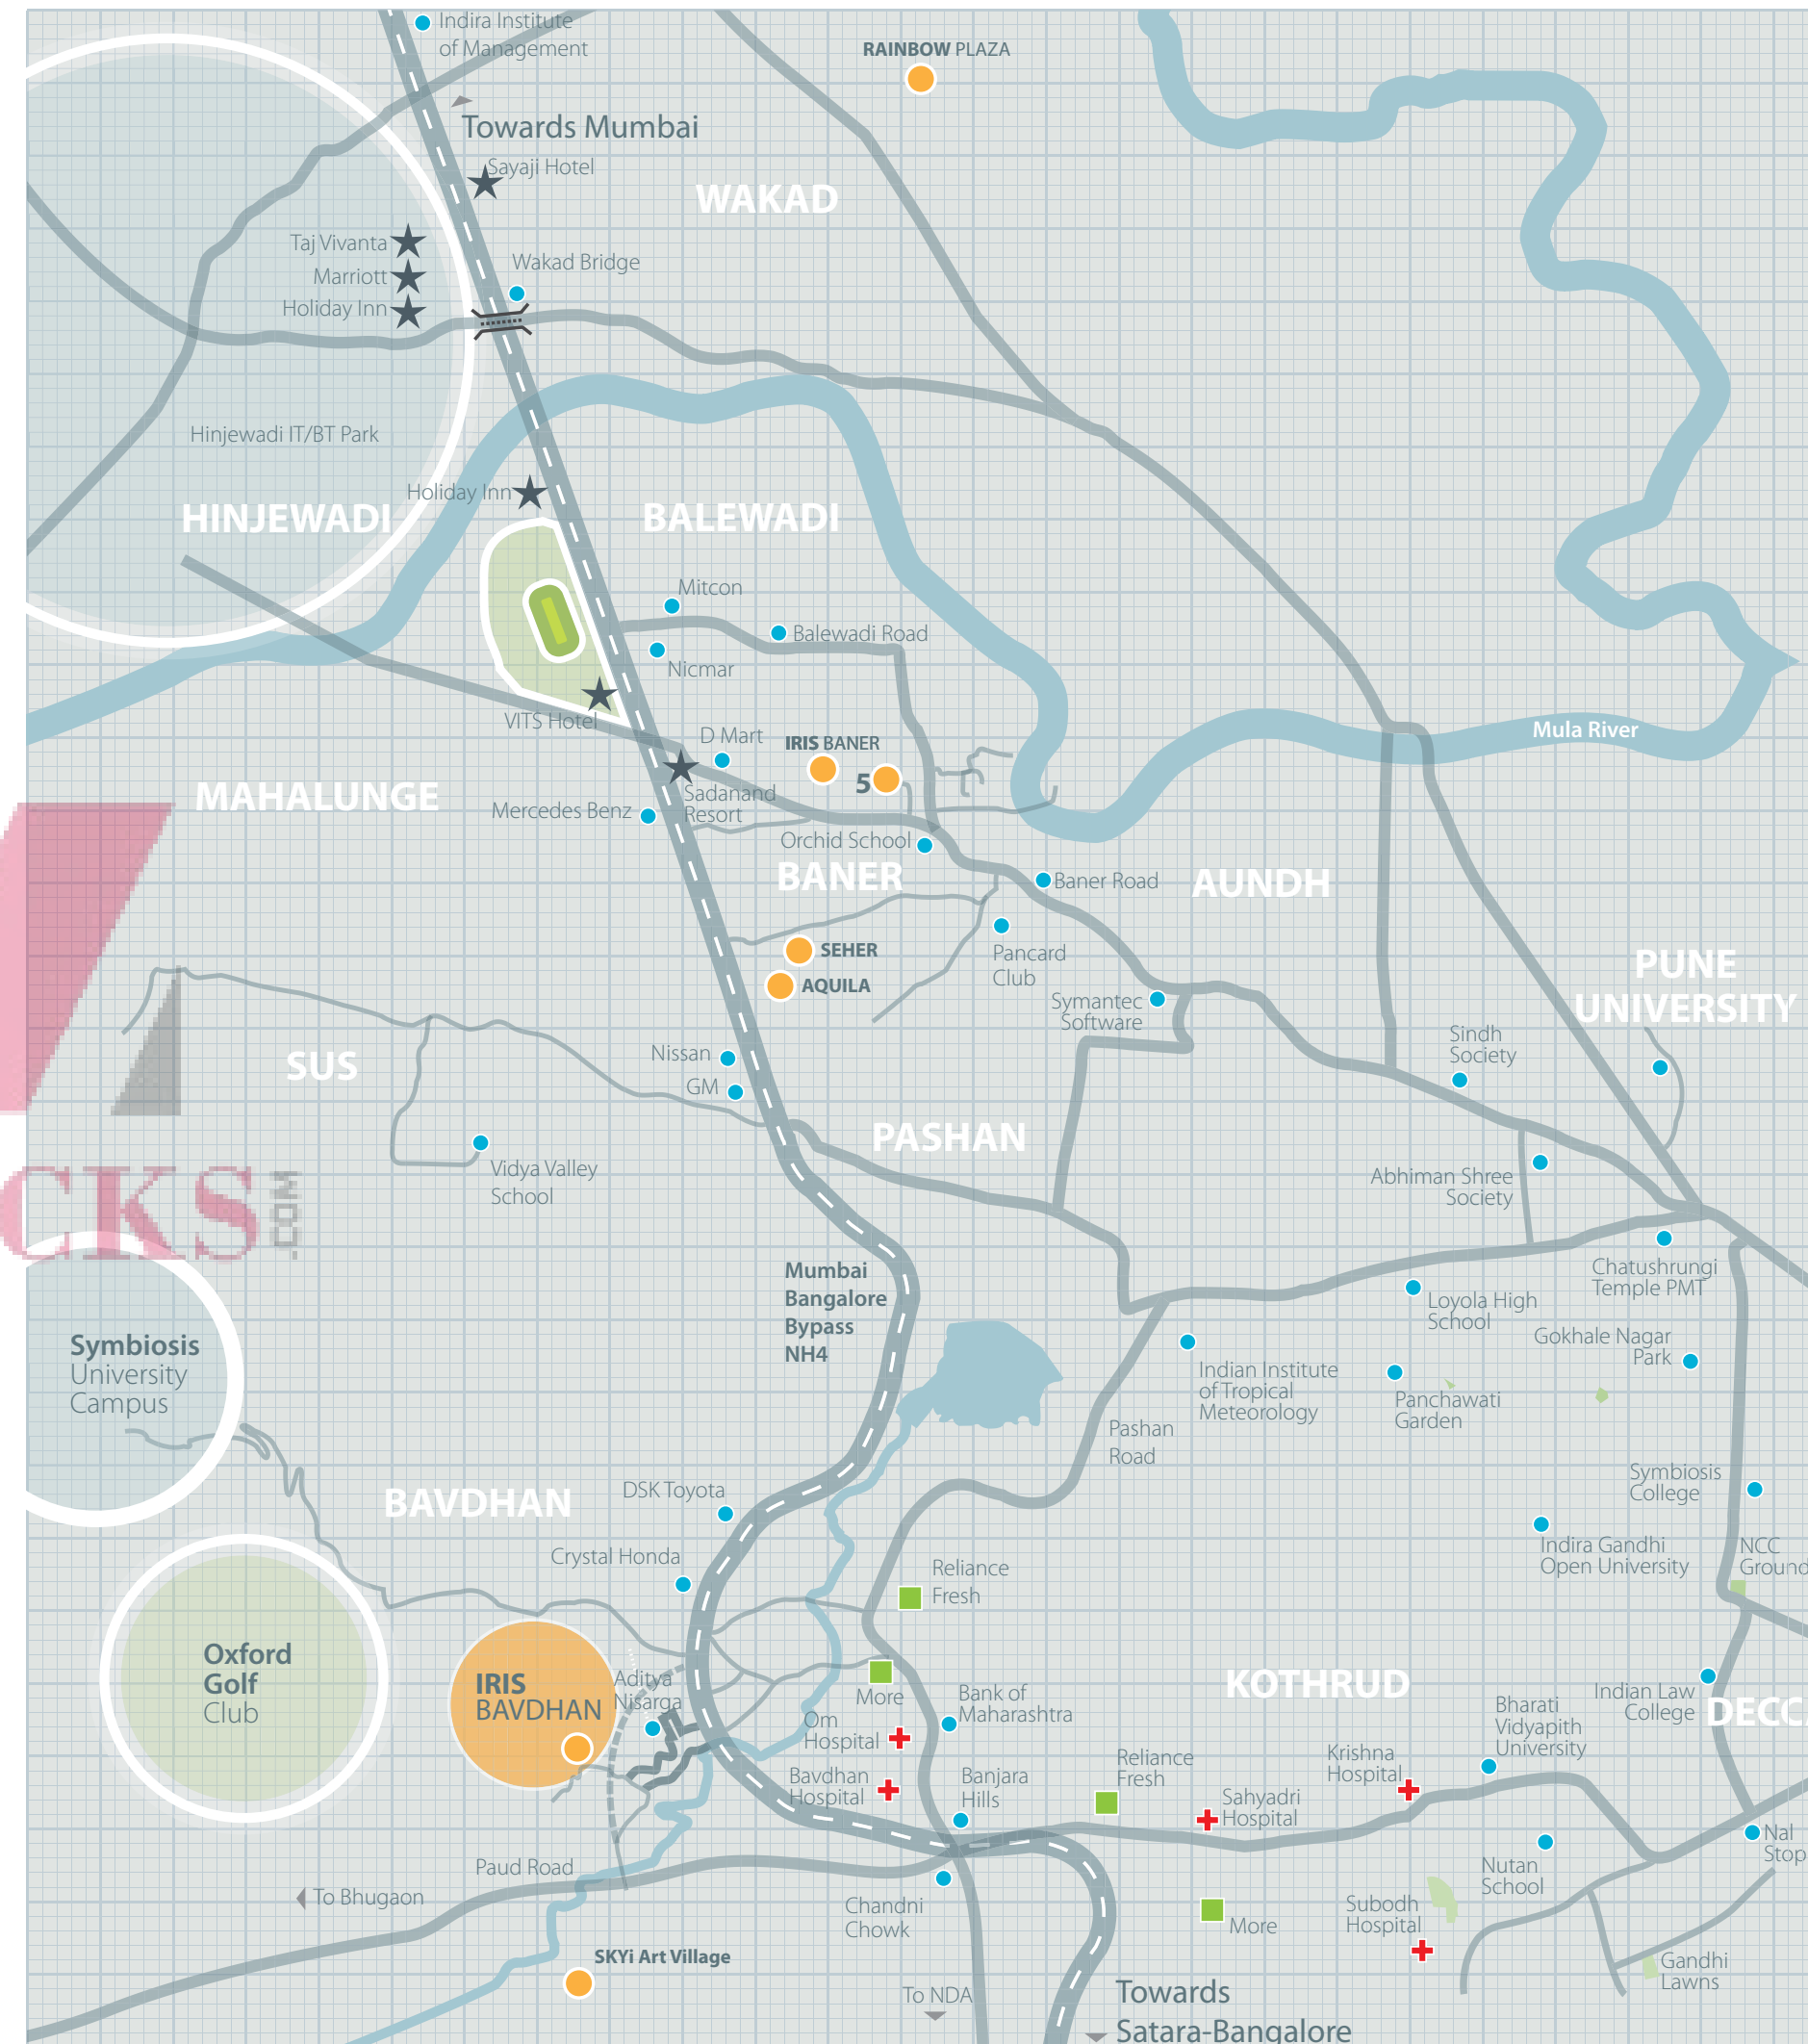 Indira Institute
of Management
RAINBOW PLAZA
Towards Mumbai
Sayaji Hotel
WAKAD
Taj Vivanta
Marriott
Holiday Inn
Wakad Bridge
Hinjewadi IT/BT Park
Holiday Inn
HINJEWADI
BALEWADI
Mitcon
Balewadi Road
Nicmar
VITS Hotel
D Mart
IRIS BANER
5
Mula River
MAHALUNGE
Sadanand
Resort
Mercedes Benz
Orchid School
BANER
Baner Road
AUNDH
SEHER
AQUILA
Pancard
Club
PUNE
UNIVERSITY
Symantec
Software
Nissan
GM
SUS
Sindh
Society
PASHAN
Vidya Valley
School
Abhiman Shree
Society
CKS
.COM
Mumbai
Bangalore
Bypass
NH4
Chatushrungi
Temple PMT
Loyola High
School
Gokhale Nagar
Park
Symbiosis
University
Campus
Indian Institute
of Tropical
Meteorology
Panchawati
Garden
Pashan
Road
BAVDHAN
DSK Toyota
Symbiosis
College
Crystal Honda
Indira Gandhi
Open University
NCC
Ground
Reliance
Fresh
Oxford
Golf
Club
IRIS
BAVDHAN
Aditya
Nisarga
More
Bank of
Maharashtra
KOTHRUD
Indian Law
College
DECC
Om
Hospital
Bharati
Vidyapith
University
Bavdhan
Hospital
Banjara
Hills
Reliance
Fresh
Sahyadri
Hospital
Krishna
Hospital
Nal
Stop
Paud Road
To Bhugaon
Chandni
Chowk
Nutan
School
More
Subodh
Hospital
SKYi Art Village
Gandhi
Lawns
To NDA
Towards
Satara-Bangalore